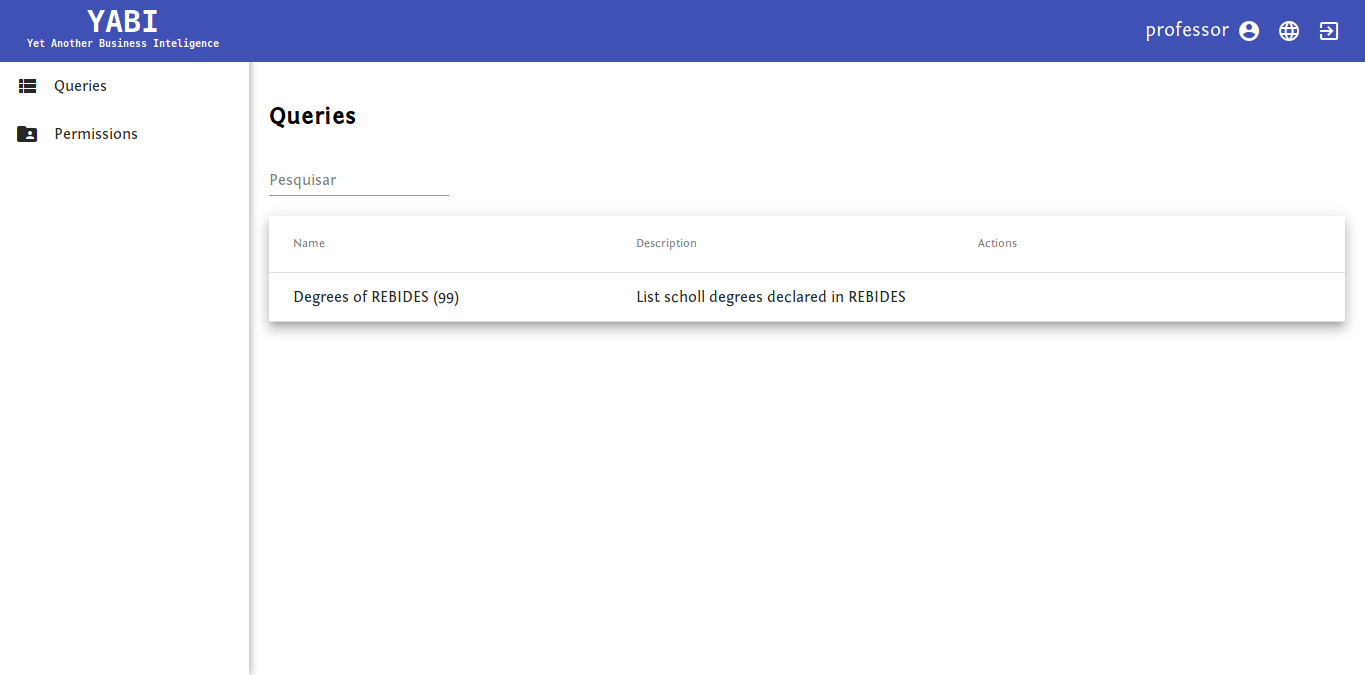 YABI
Yet Another Business Inteligence
professor
Queries
Permissions
Queries
Pesquisar
Name Description Actions
Degrees of REBIDES (99) List scholl degrees declared in REBIDES